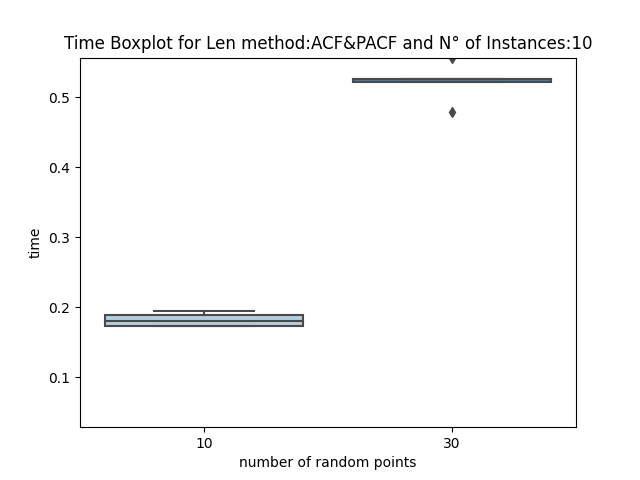 Time Boxplot for Len method:ACF&PACF and N° of Instances:10
time
0.5
0.4
0.3
0.2
0.1
10 30
number of random points